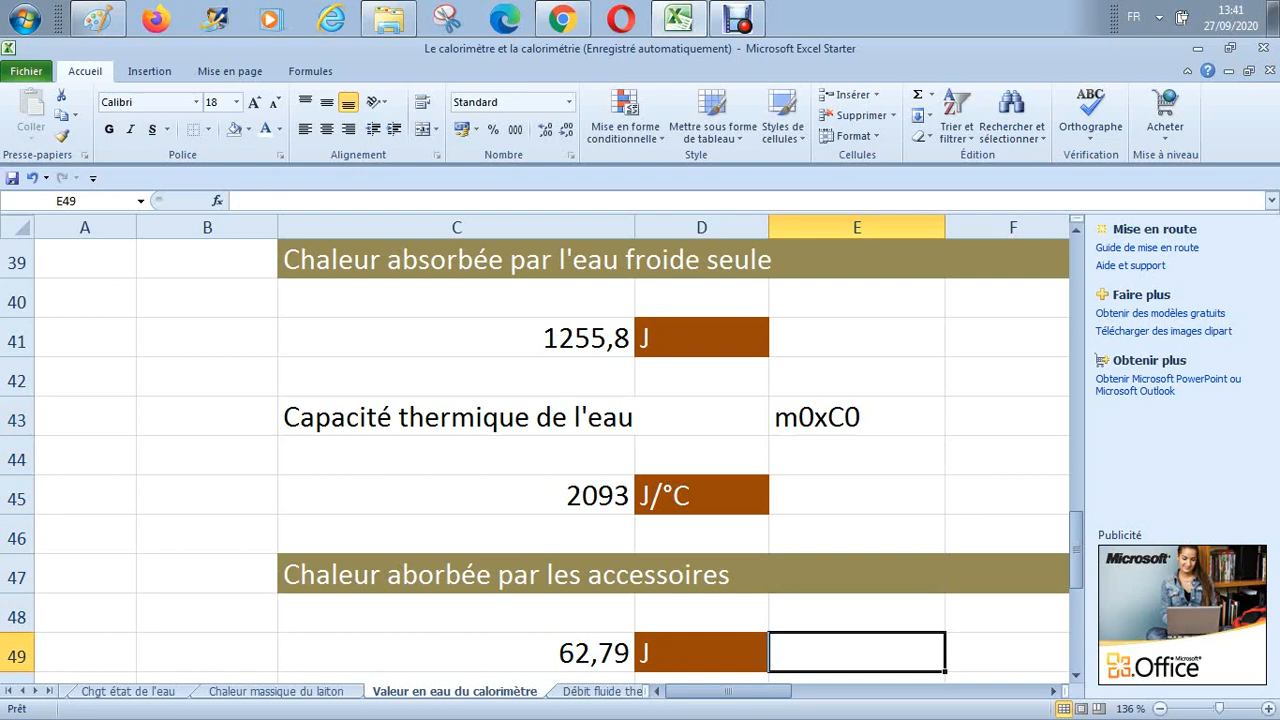 FR
13:41
27/09/2020
Le calorimètre et la calorimétrie (Enregistré automatiquement) - Microsoft Excel Starter
Fichier Accueil Insertion Mise en page Formules
Coller
Presse-papiers
Calibri 18
G I S A
Police
Alignement
Standard
% 000
Nombre
Mise en forme conditionnelle
Mettre sous forme de tableau
Styles de cellules
Style
Insérer
Supprimer
Format
Cellules
Σ
Trier et filtrer
Rechercher et sélectionner
Édition
ABC
Orthographe
Vérification
Acheter
Mise à niveau
E49 fx
A B C D E F
39 Chaleur absorbée par l'eau froide seule
40
41 1255,8 J
42
43 Capacité thermique de l'eau m0xC0
44
45 2093 J/°C
46
47 Chaleur aborbée par les accessoires
48
49 62,79 J
Mise en route
Guide de mise en route
Aide et support
Faire plus
Obtenir des modèles gratuits
Télécharger des images clipart
Obtenir plus
Obtenir Microsoft PowerPoint ou
Microsoft Outlook
Publicité
Microsoft
Microsoft
Office
Chgt état de l'eau Chaleur massique du laiton Valeur en eau du calorimètre Débit fluide the
Prêt 136 %